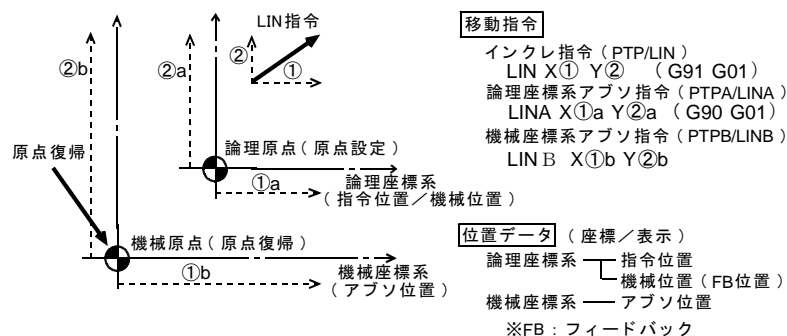 LIN指令
②b
②a
②
①
原点復帰
論理原点(原点設定)
①a
論理座標系
(指令位置/機械位置)
機械原点(原点復帰)
①b
機械座標系
(アブソ位置)
移動指令
インクレ指令(PTP/LIN)
LIN X① Y② (G91 G01)
論理座標系アブソ指令(PTPA/LINA)
LINA X①a Y②a (G90 G01)
機械座標系アブソ指令(PTPB/LINB)
LINB X①b Y②b
位置データ (座標/表示)
論理座標系 指令位置
機械位置(FB位置)
機械座標系 アブソ位置
※FB:フィードバック